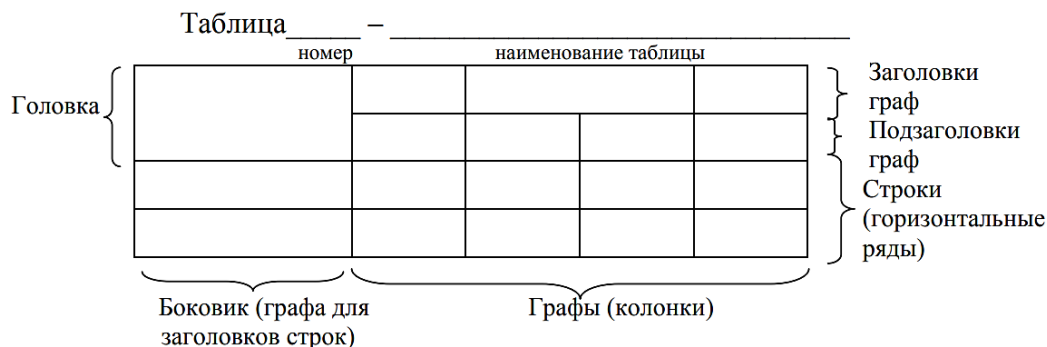 Таблица_____ – _______________________________
номер
наименование таблицы
Головка
Заголовки
граф
Подзаголовки
граф
Строки
(горизонтальные
ряды)
Боковик (графа для
заголовков строк)
Графы (колонки)